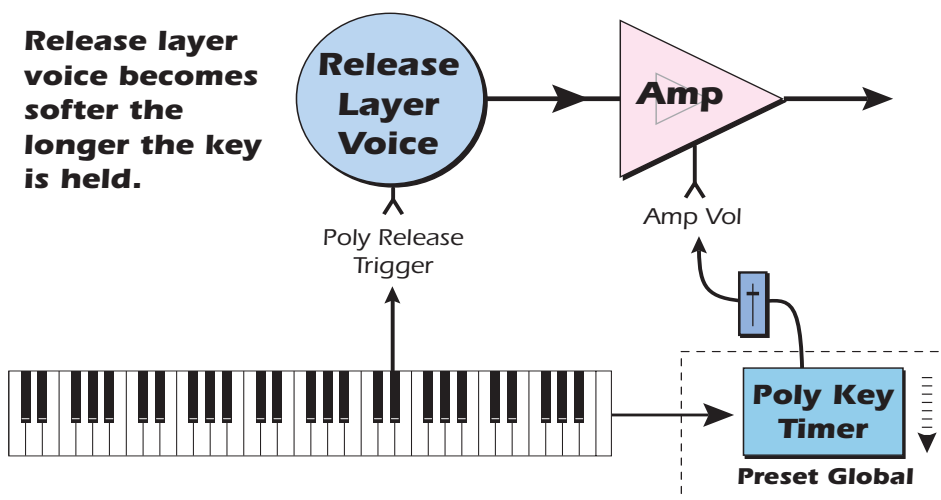 Release layer
voice becomes
softer the
longer the key
is held.
Release
Layer
Voice
Amp
Poly Release
Trigger
Amp Vol
Poly Key
Timer
Preset Global